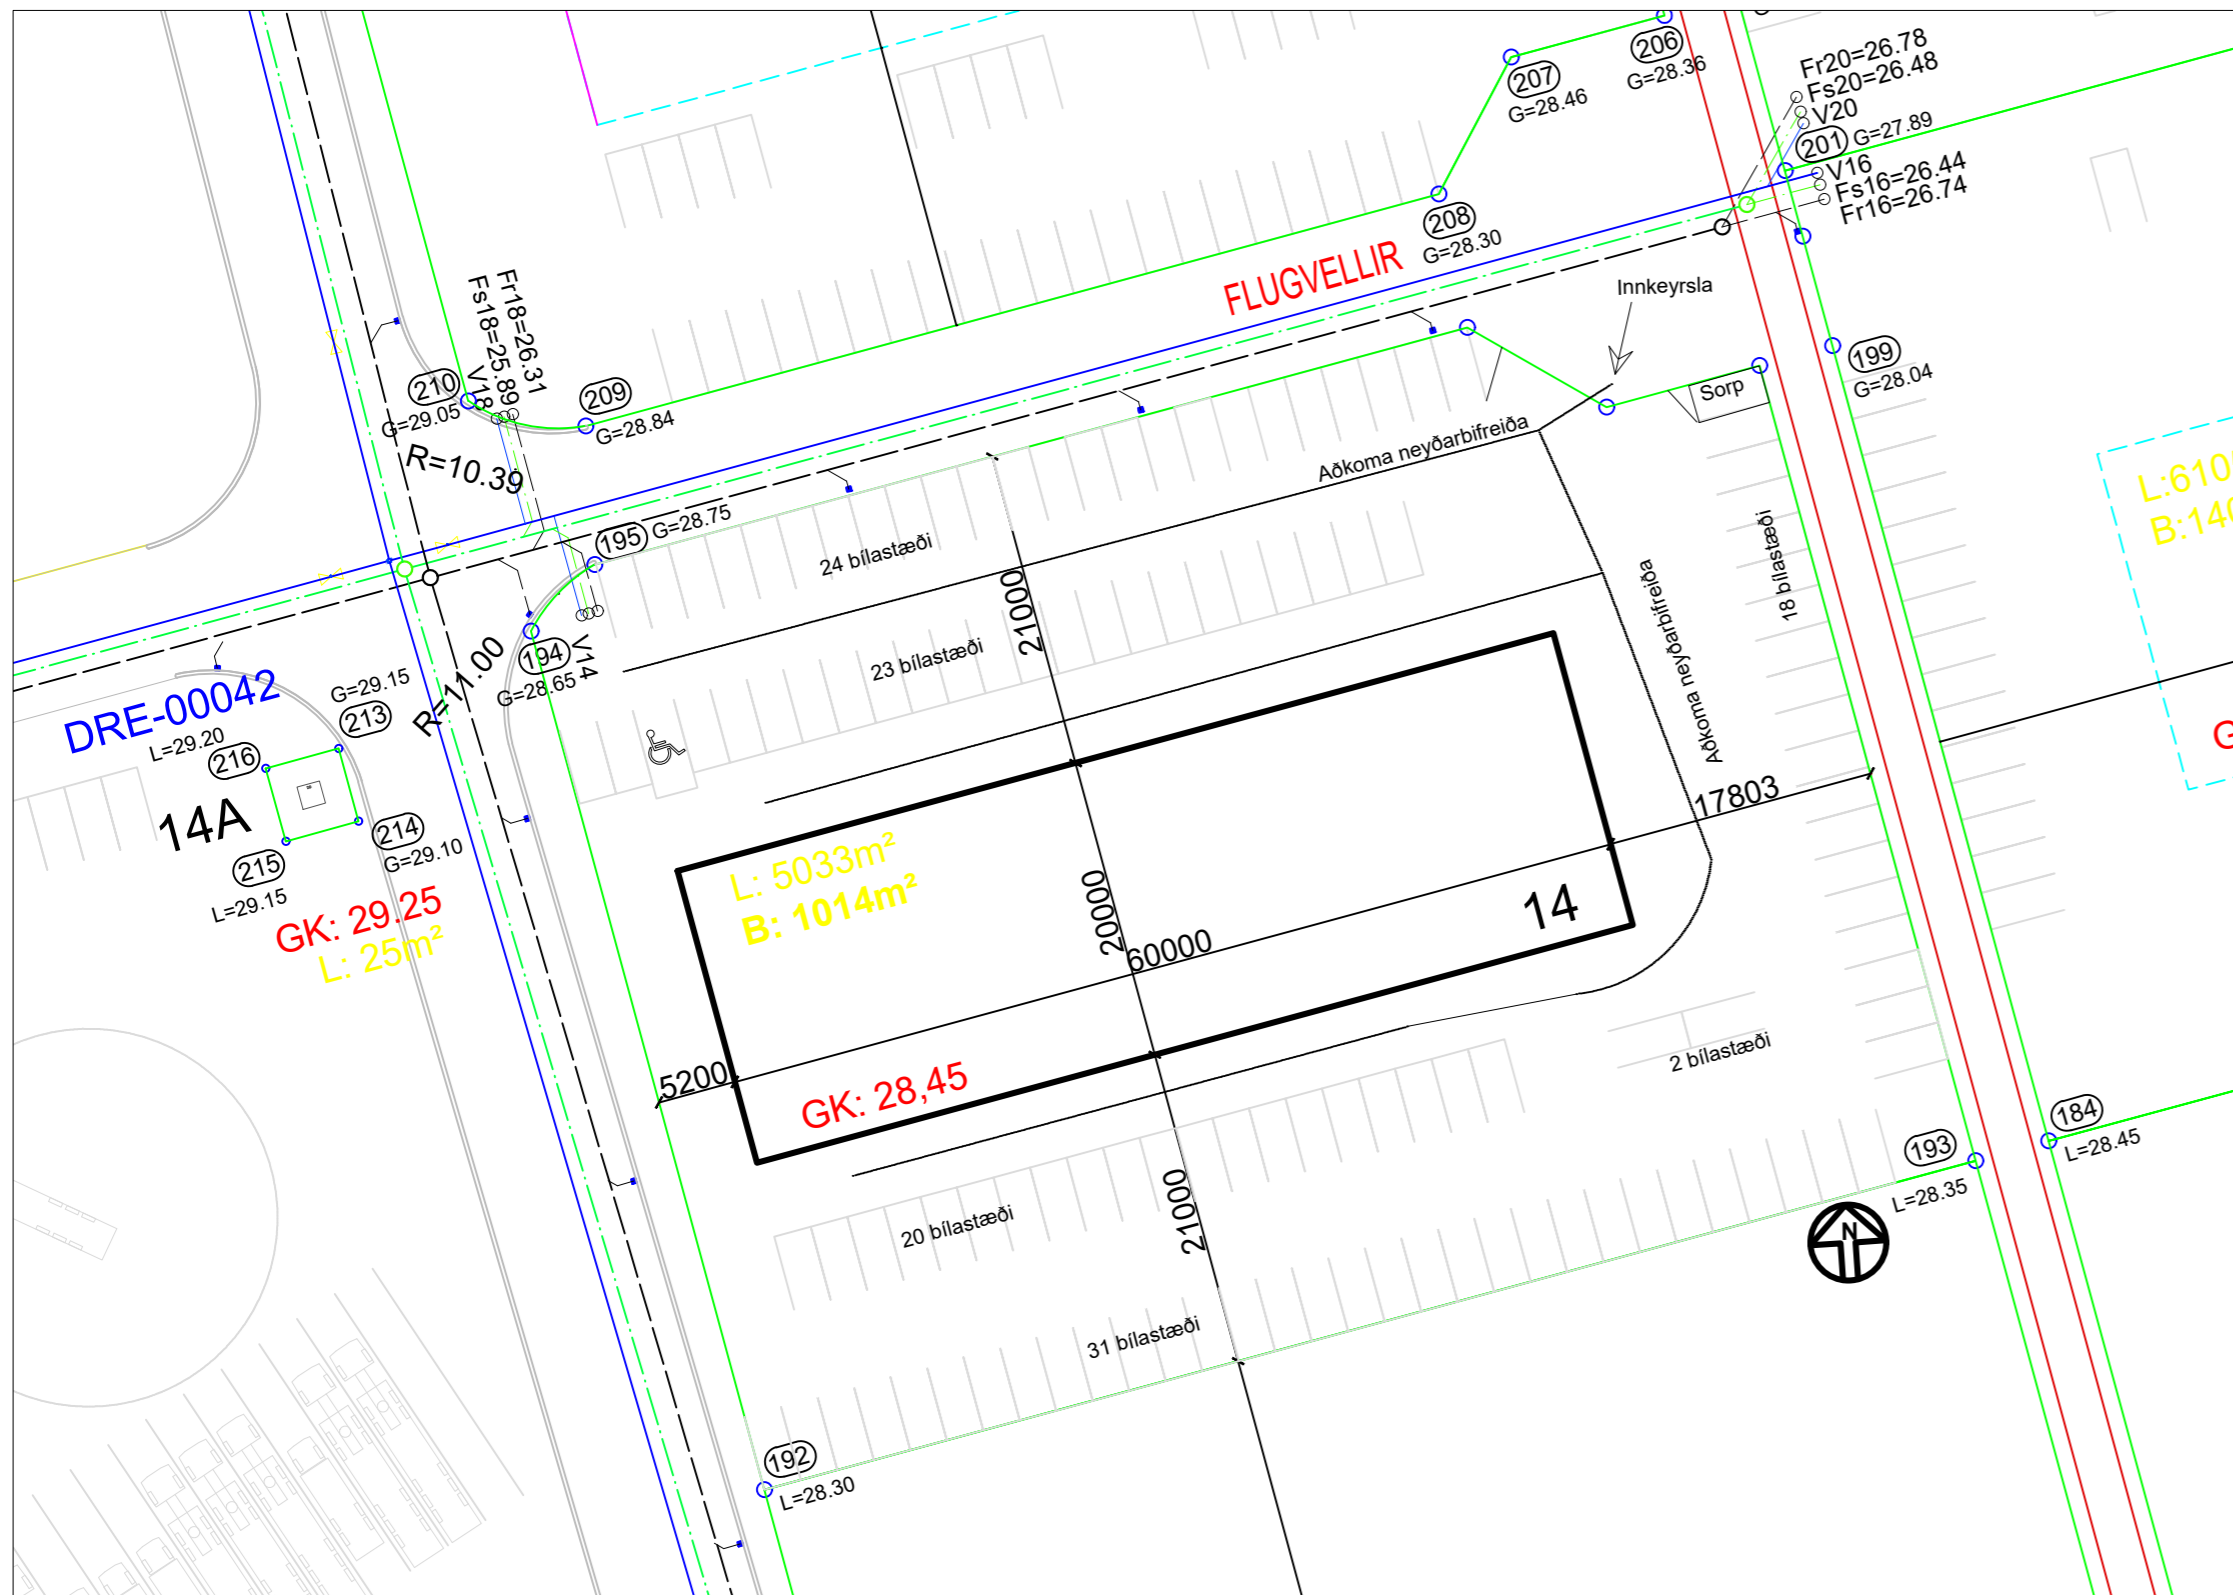 206
G=28.36
207
G=28.46
Fr20=26.78
Fs20=26.48
V20
201
G=27.89
V16
Fs16=26.44
Fr16=26.74
208
G=28.30
FLUGVELLIR
Innkeyrsla
199
G=28.04
Sorp
Fr18=26.31
Fs18=25.89
V18
210
G=29.05
209
G=28.84
R=10.39
Aðkoma neyðarbifreiða
195
G=28.75
24 bílastæði
21000
18 bílastæði
Aðkoma neyðarbifreiða
23 bílastæði
194
G=28.65
V14
R=11.00
DRE-00042
G=29.15
213
L=29.20
216
14A
214
G=29.10
215
L=29.15
GK: 29.25
L: 25m²
17803
L: 5033m²
B: 1014m²
20000
60000
14
5200
GK: 28,45
2 bílastæði
184
L=28.45
193
L=28.35
N
21000
20 bílastæði
31 bílastæði
192
L=28.30
G